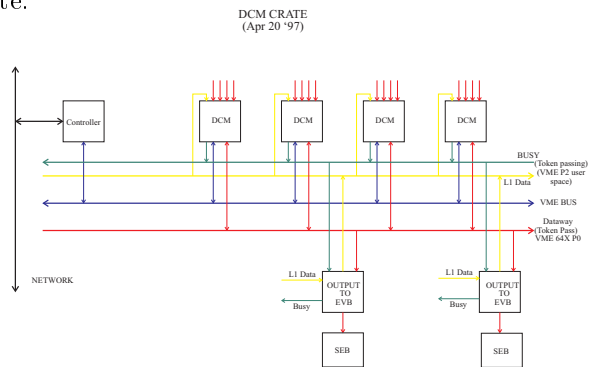 te.
DCM CRATE
(Apr 20 ‘97)
Controller
DCM
DCM
DCM
DCM
BUSY
(Token passing)
(VME P2 user
space)
L1 Data
VME BUS
Dataway
(Token Pass)
VME 64X P0
NETWORK
L1 Data
OUTPUT
TO
EVB
Busy
L1 Data
OUTPUT
TO
EVB
Busy
SEB
SEB